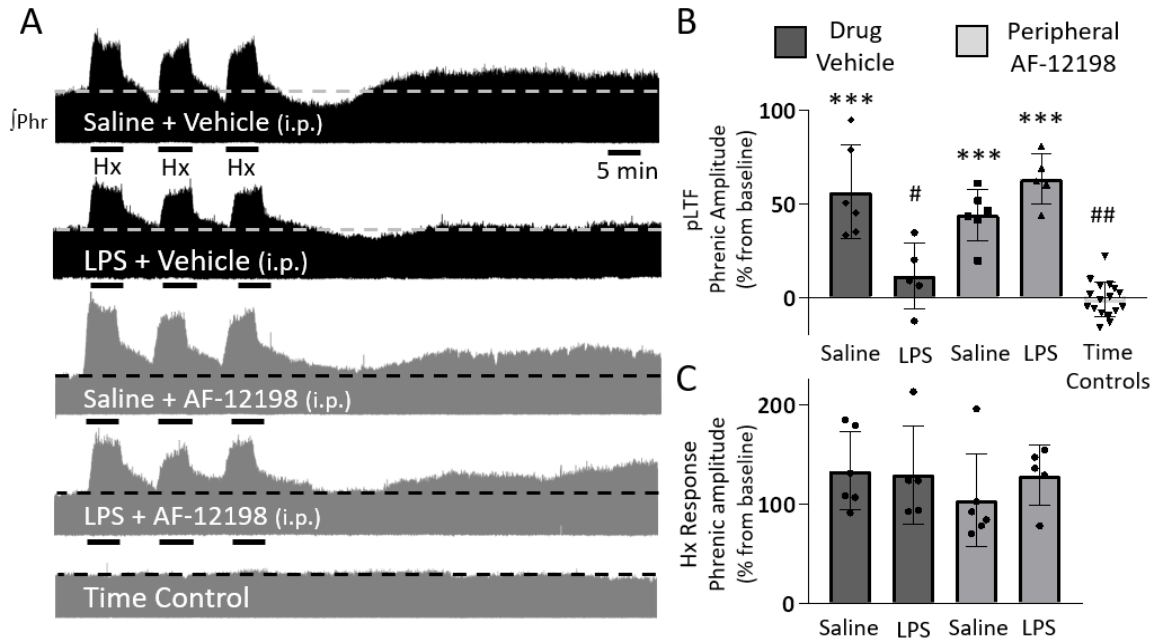 A
∫Phr
Saline + Vehicle (i.p.)
Hx Hx Hx
5 min
LPS + Vehicle (i.p.)
Saline + AF-12198 (i.p.)
LPS + AF-12198 (i.p.)
Time Control
B
Drug
Vehicle
Peripheral
AF-12198
pLTF
Phrenic Amplitude
(% from baseline)
100
50
0
***
#
***
***
##
Saline LPS Saline LPS Time
Controls
C
Hx Response
Phrenic amplitude
(% from baseline)
200
100
0
Saline LPS Saline LPS